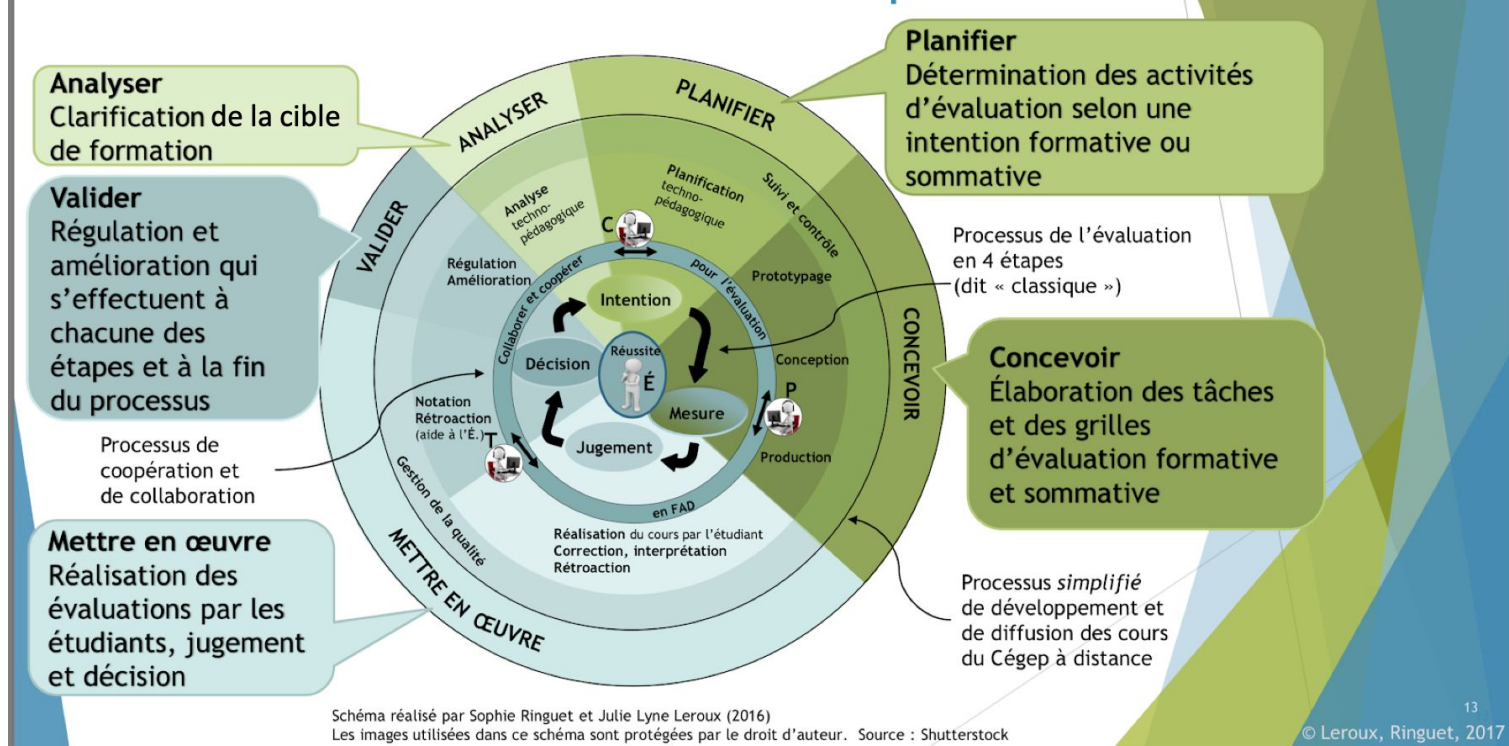 Analyser
Clarification de la cible
de formation
Valider
Régulation et
amélioration qui
s'effectuent à
chacune des
étapes et à la fin
du processus
Processus de
coopération et
de collaboration
Mettre en œuvre
Réalisation des
évaluations par les
étudiants, jugement
et décision
ANALYSER
PLANIFIER
CONCEVOIR
METTRE EN ŒUVRE
VALIDER
Analyse
techno-
pédagogique
Planification
techno-
pédagogique
Suivi et contrôle
Prototypage
Conception
Production
Réalisation du cours par l'étudiant
Correction, interprétation
Rétroaction
Gestion de la qualité
Notation
Rétroaction
(aide à l'É.)
Régulation
Amélioration
C
P
T
Collaborer et coopérer
pour l'évaluation
en FAD
Intention
Mesure
Jugement
Décision
Réussite
É
Planifier
Détermination des activités
d'évaluation selon une
intention formative ou
sommative
Processus de l'évaluation
en 4 étapes
(dit « classique »)
Concevoir
Élaboration des tâches
et des grilles
d'évaluation formative
et sommative
Processus simplifié
de développement et
de diffusion des cours
du Cégep à distance
Schéma réalisé par Sophie Ringuet et Julie Lyne Leroux (2016)
Les images utilisées dans ce schéma sont protégées par le droit d'auteur. Source : Shutterstock
13
© Leroux, Ringuet, 2017